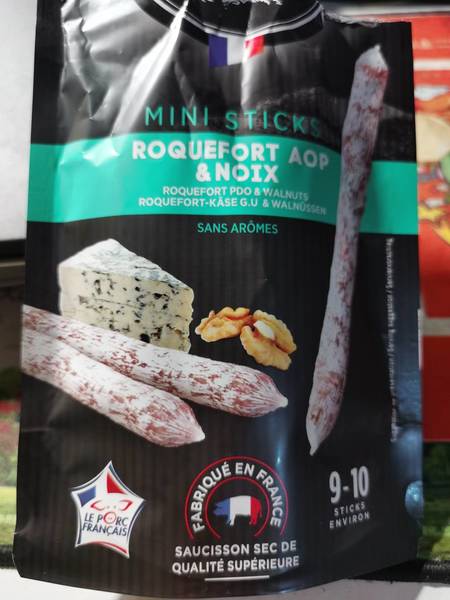 MINI STICKS
ROQUEFORT AOP
& NOIX
ROQUEFORT PDO & WALNUTS
ROQUEFORT-KÄSE G.U & WALNÜSSEN
SANS ARÔMES
LE PORC
FRANÇAIS
FABRIQUÉ EN FRANCE
SAUCISSON SEC DE
QUALITÉ SUPÉRIEURE
9-10
STICKS
ENVIRON